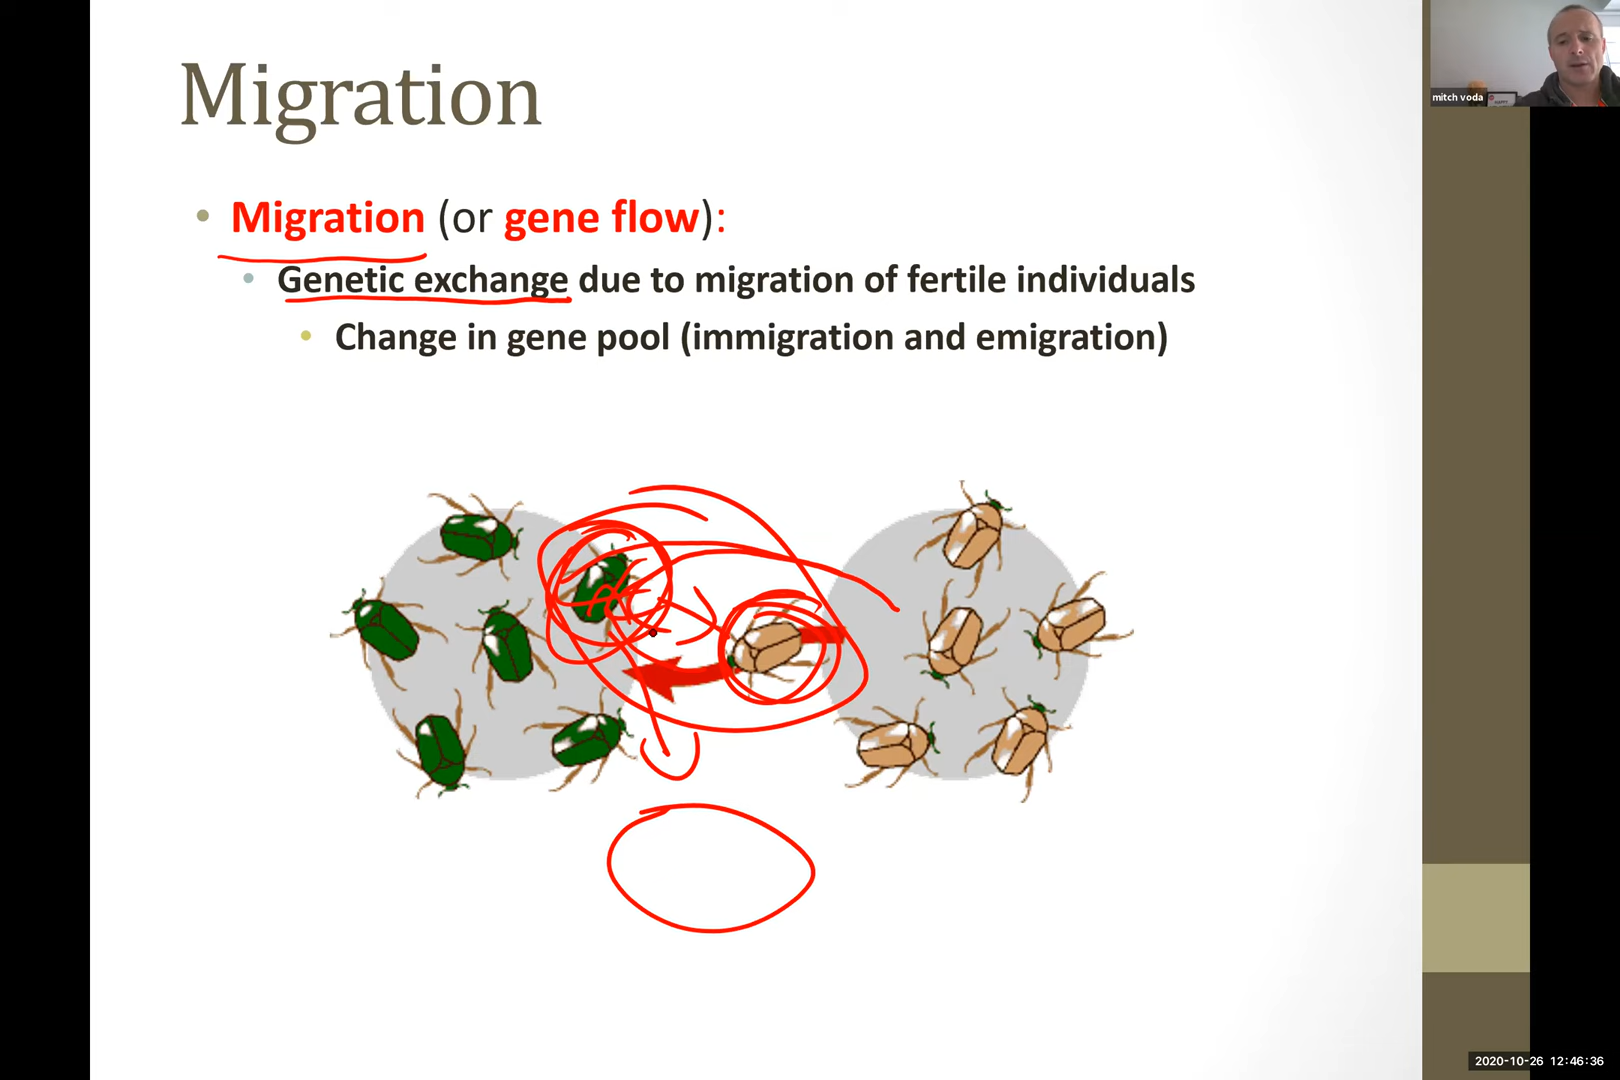 Migration
mitch voda
• Migration (or gene flow):
• Genetic exchange due to migration of fertile individuals
• Change in gene pool (immigration and emigration)
2020-10-26 12:46:36